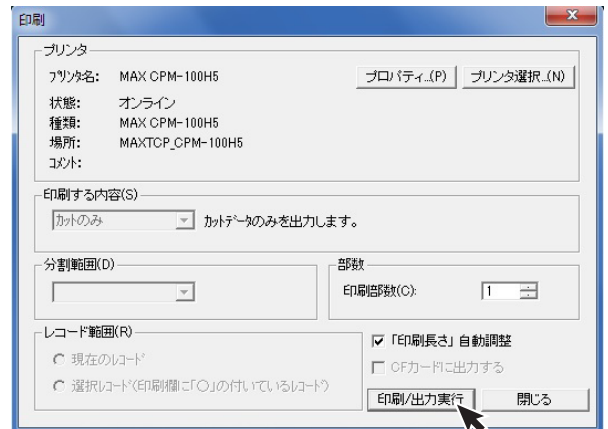 印刷
プリンタ
プリンタ名: MAX CPM-100H5
プロパティ...(P) プリンタ選択...(N)
状態: オンライン
種類: MAX CPM-100H5
場所: MAXTCP_CPM-100H5
コメント:
印刷する内容(S)
カットのみ カットデータのみを出力します。
分割範囲(D)
部数
印刷部数(C): 1
レコード範囲(R)
現在のレコード
選択レコード(印刷欄に「○」の付いているレコード)
「印刷長さ」自動調整
CFカードに出力する
印刷/出力実行 閉じる